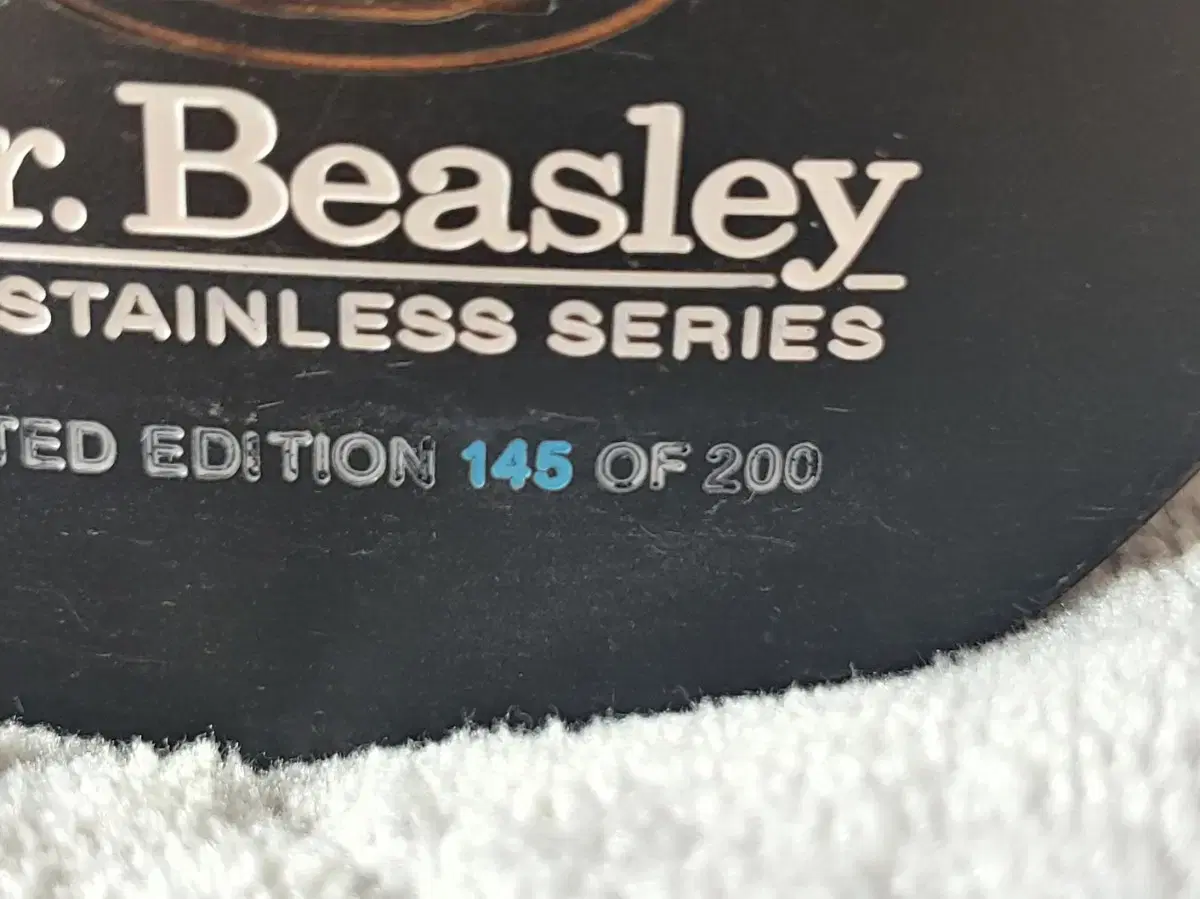 r. Beasley
STAINLESS SERIES
TED EDITION 145 OF 200